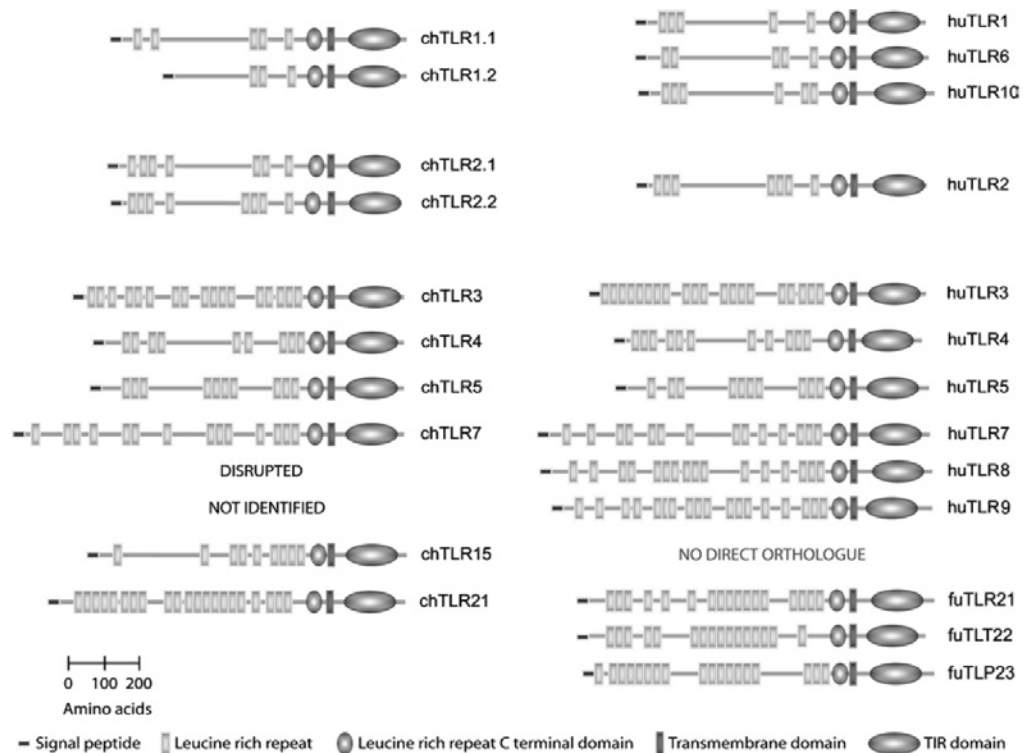 chTLR1.1
chTLR1.2
chTLR2.1
chTLR2.2
chTLR3
chTLR4
chTLR5
chTLR7
DISRUPTED
NOT IDENTIFIED
chTLR15
chTLR21
0 100 200
Amino acids
huTLR1
huTLR6
huTLR10
huTLR2
huTLR3
huTLR4
huTLR5
huTLR7
huTLR8
huTLR9
NO DIRECT ORTHOLOGUE
fuTLR21
fuTLT22
fuTLP23
Signal peptide Leucine rich repeat Leucine rich repeat C terminal domain Transmembrane domain TIR domain